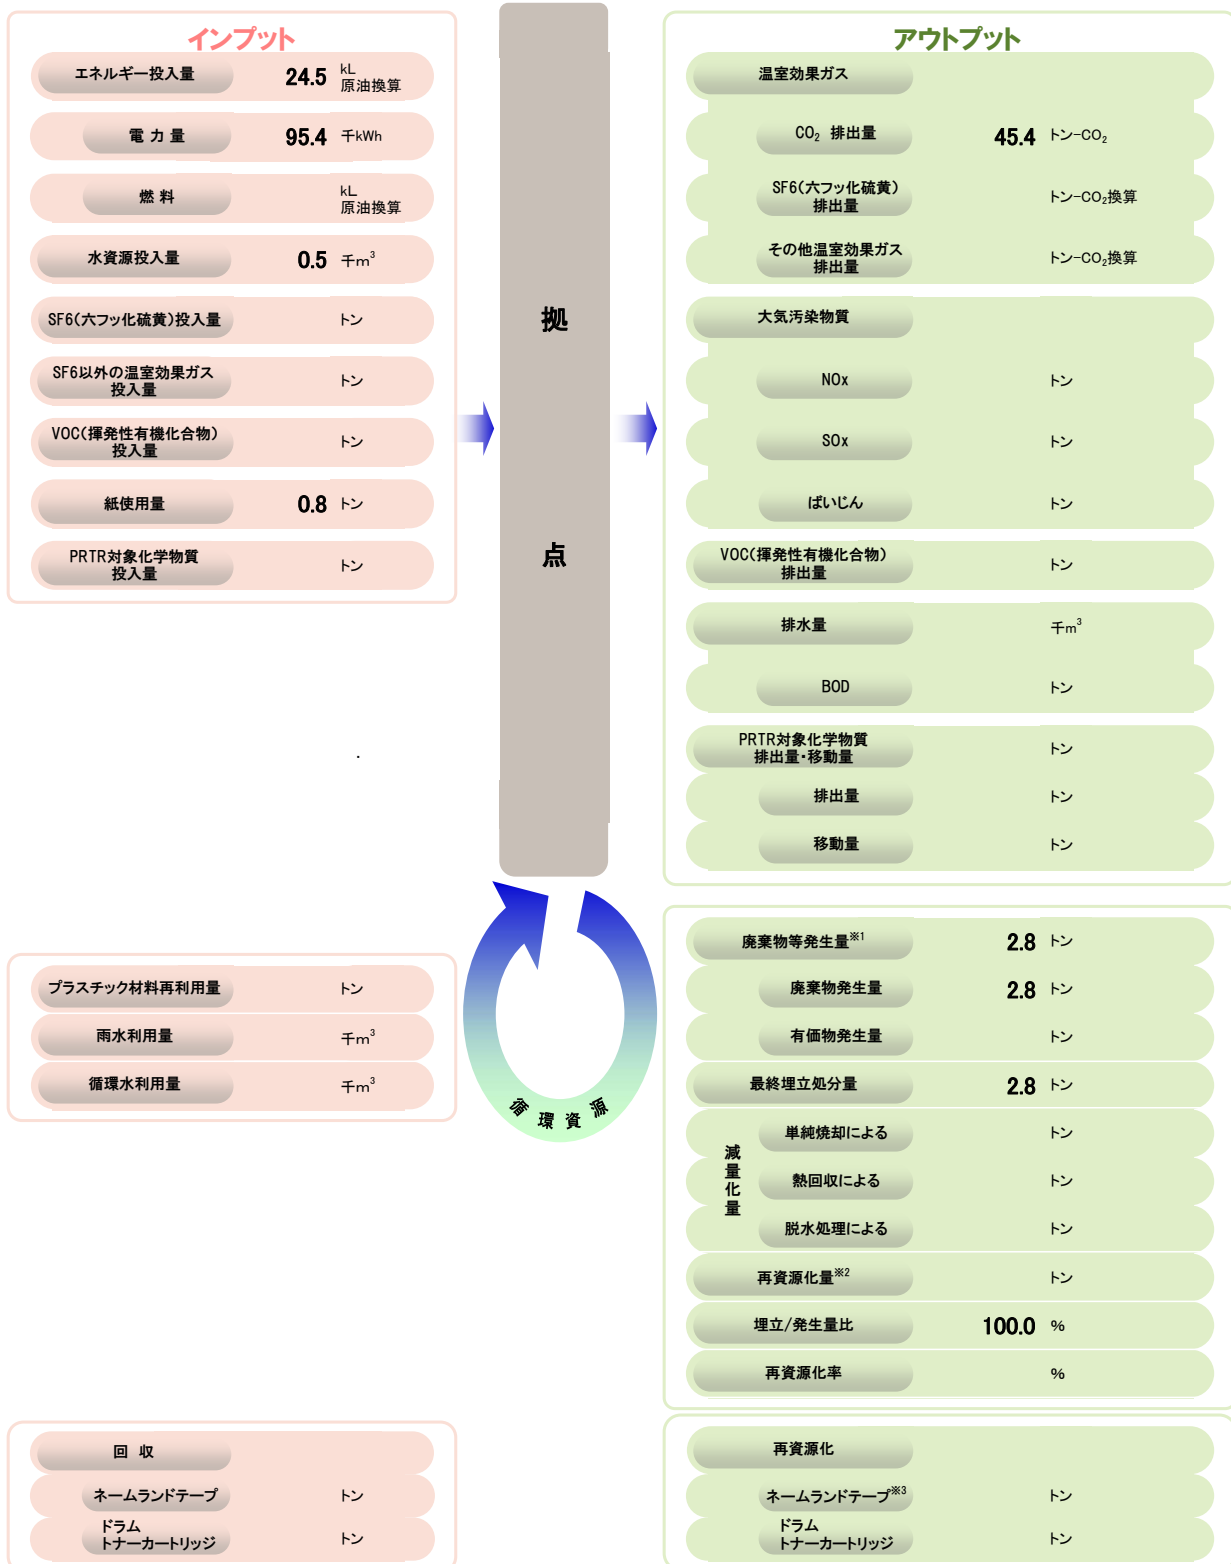 インプット
エネルギー投入量 24.5 kL
原油換算
電 力 量 95.4 千kWh
燃 料 kL
原油換算
水資源投入量 0.5 千m³
SF6(六フッ化硫黄)投入量 トン
SF6以外の温室効果ガス
投入量 トン
VOC(揮発性有機化合物)
投入量 トン
紙使用量 0.8 トン
PRTR対象化学物質
投入量 トン
拠
点
アウトプット
温室効果ガス
CO₂ 排出量 45.4 トン-CO₂
SF6(六フッ化硫黄)
排出量 トン-CO₂換算
その他温室効果ガス
排出量 トン-CO₂換算
大気汚染物質
NOx トン
SOx トン
ばいじん トン
VOC(揮発性有機化合物)
排出量 トン
排水量 千m³
BOD トン
PRTR対象化学物質
排出量・移動量 トン
排出量 トン
移動量 トン
プラスチック材料再利用量 トン
雨水利用量 千m³
循環水利用量 千m³
循環資源
廃棄物等発生量※1 2.8 トン
廃棄物発生量 2.8 トン
有価物発生量 トン
最終埋立処分量 2.8 トン
減量化量
単純焼却による トン
熱回収による トン
脱水処理による トン
再資源化量※2 トン
埋立/発生量比 100.0 %
再資源化率 %
回 収
ネームランドテープ トン
ドラム
トナーカートリッジ トン
再資源化
ネームランドテープ※3 トン
ドラム
トナーカートリッジ トン